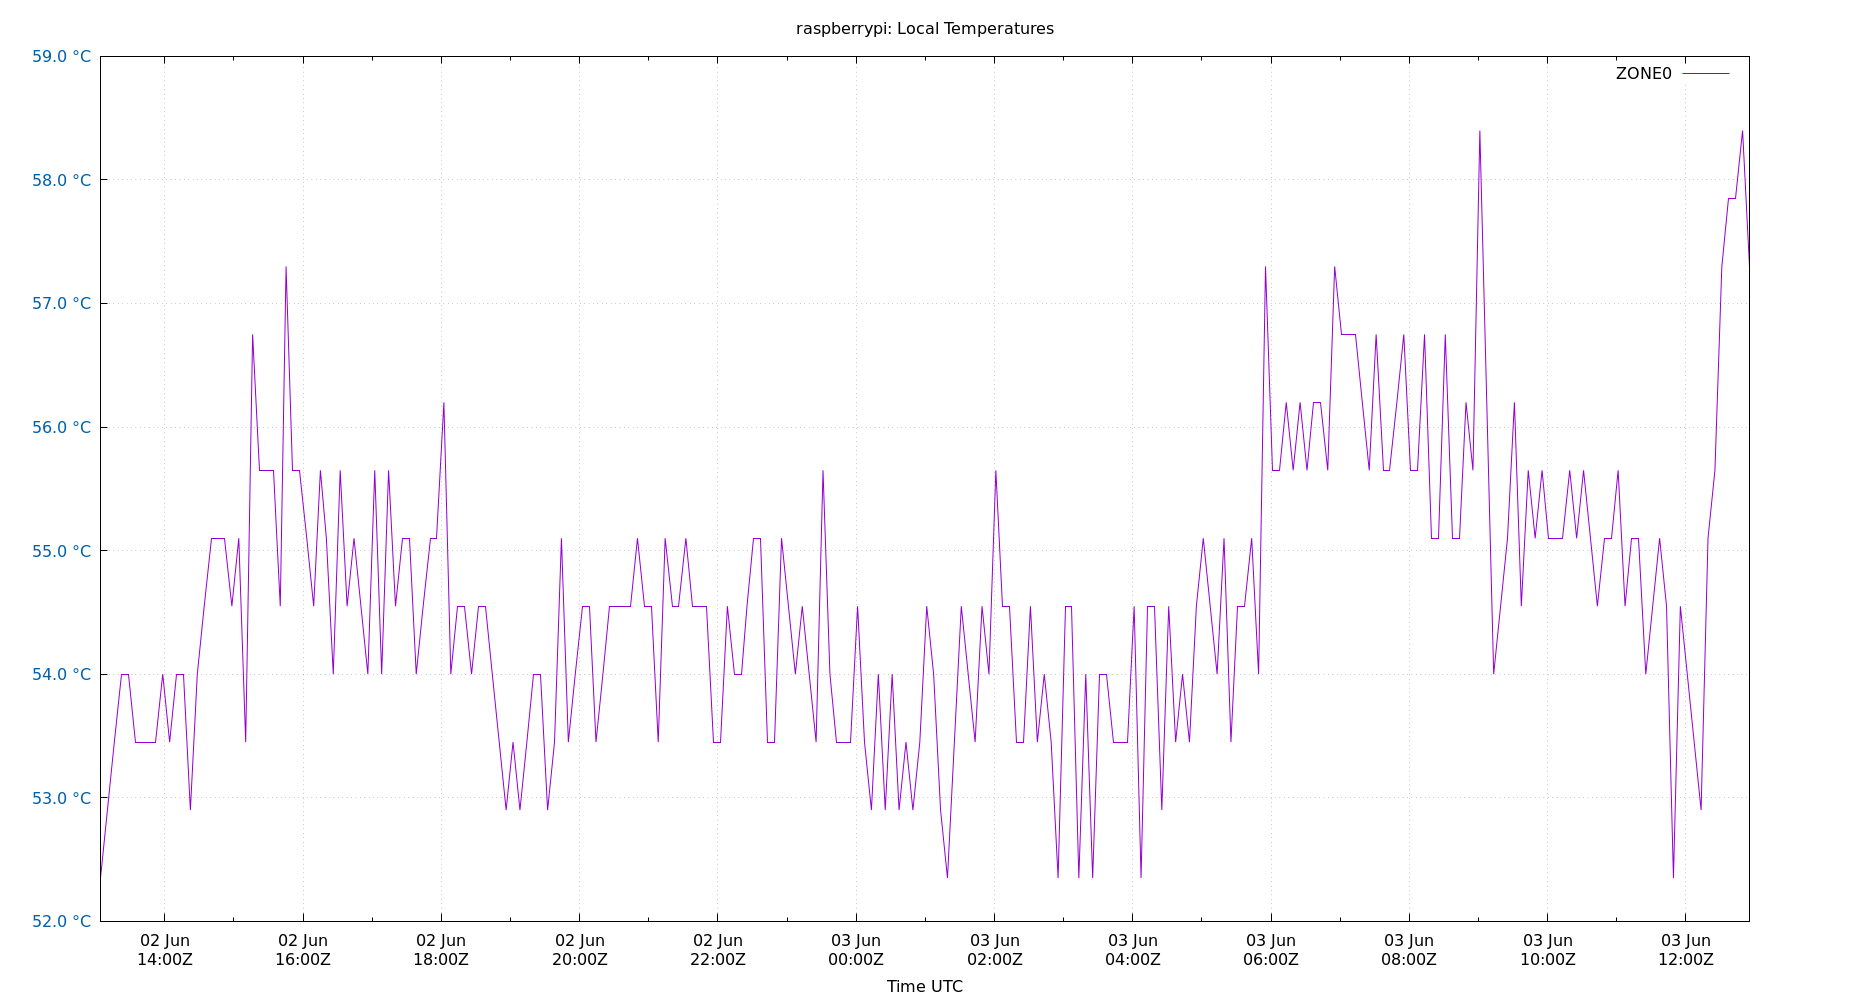 raspberrypi: Local Temperatures
59.0 °C
ZONE0
58.0 °C
57.0 °C
56.0 °C
55.0 °C
54.0 °C
53.0 °C
52.0 °C
02 Jun 02 Jun 02 Jun 02 Jun 02 Jun 03 Jun 03 Jun 03 Jun 03 Jun 03 Jun 03 Jun 03 Jun
14:00Z 16:00Z 18:00Z 20:00Z 22:00Z 00:00Z 02:00Z 04:00Z 06:00Z 08:00Z 10:00Z 12:00Z
Time UTC